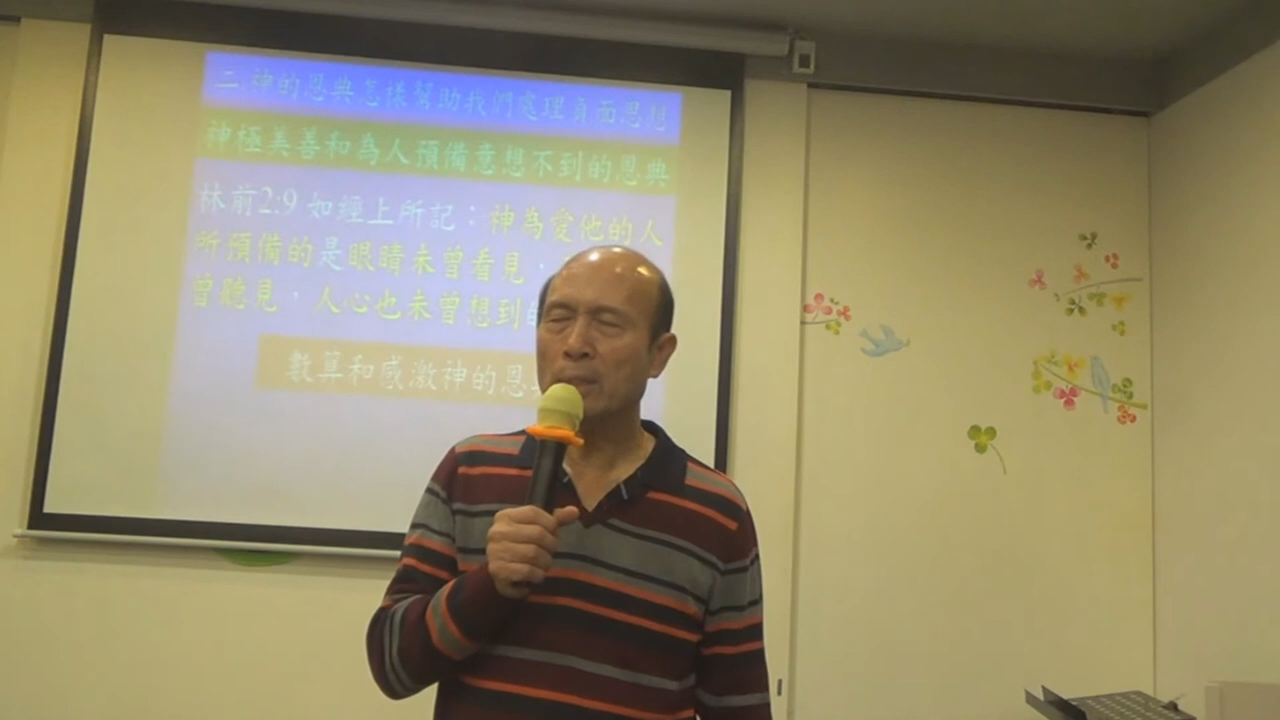 二.神的恩典怎樣幫助我們處理負面思想
神極美善和為人預備意想不到的恩典
林前2:9 如經上所記：神為愛他的人
所預備的是眼睛未曾看見，
曾聽見，人心也未曾想到
數算和感激神的恩